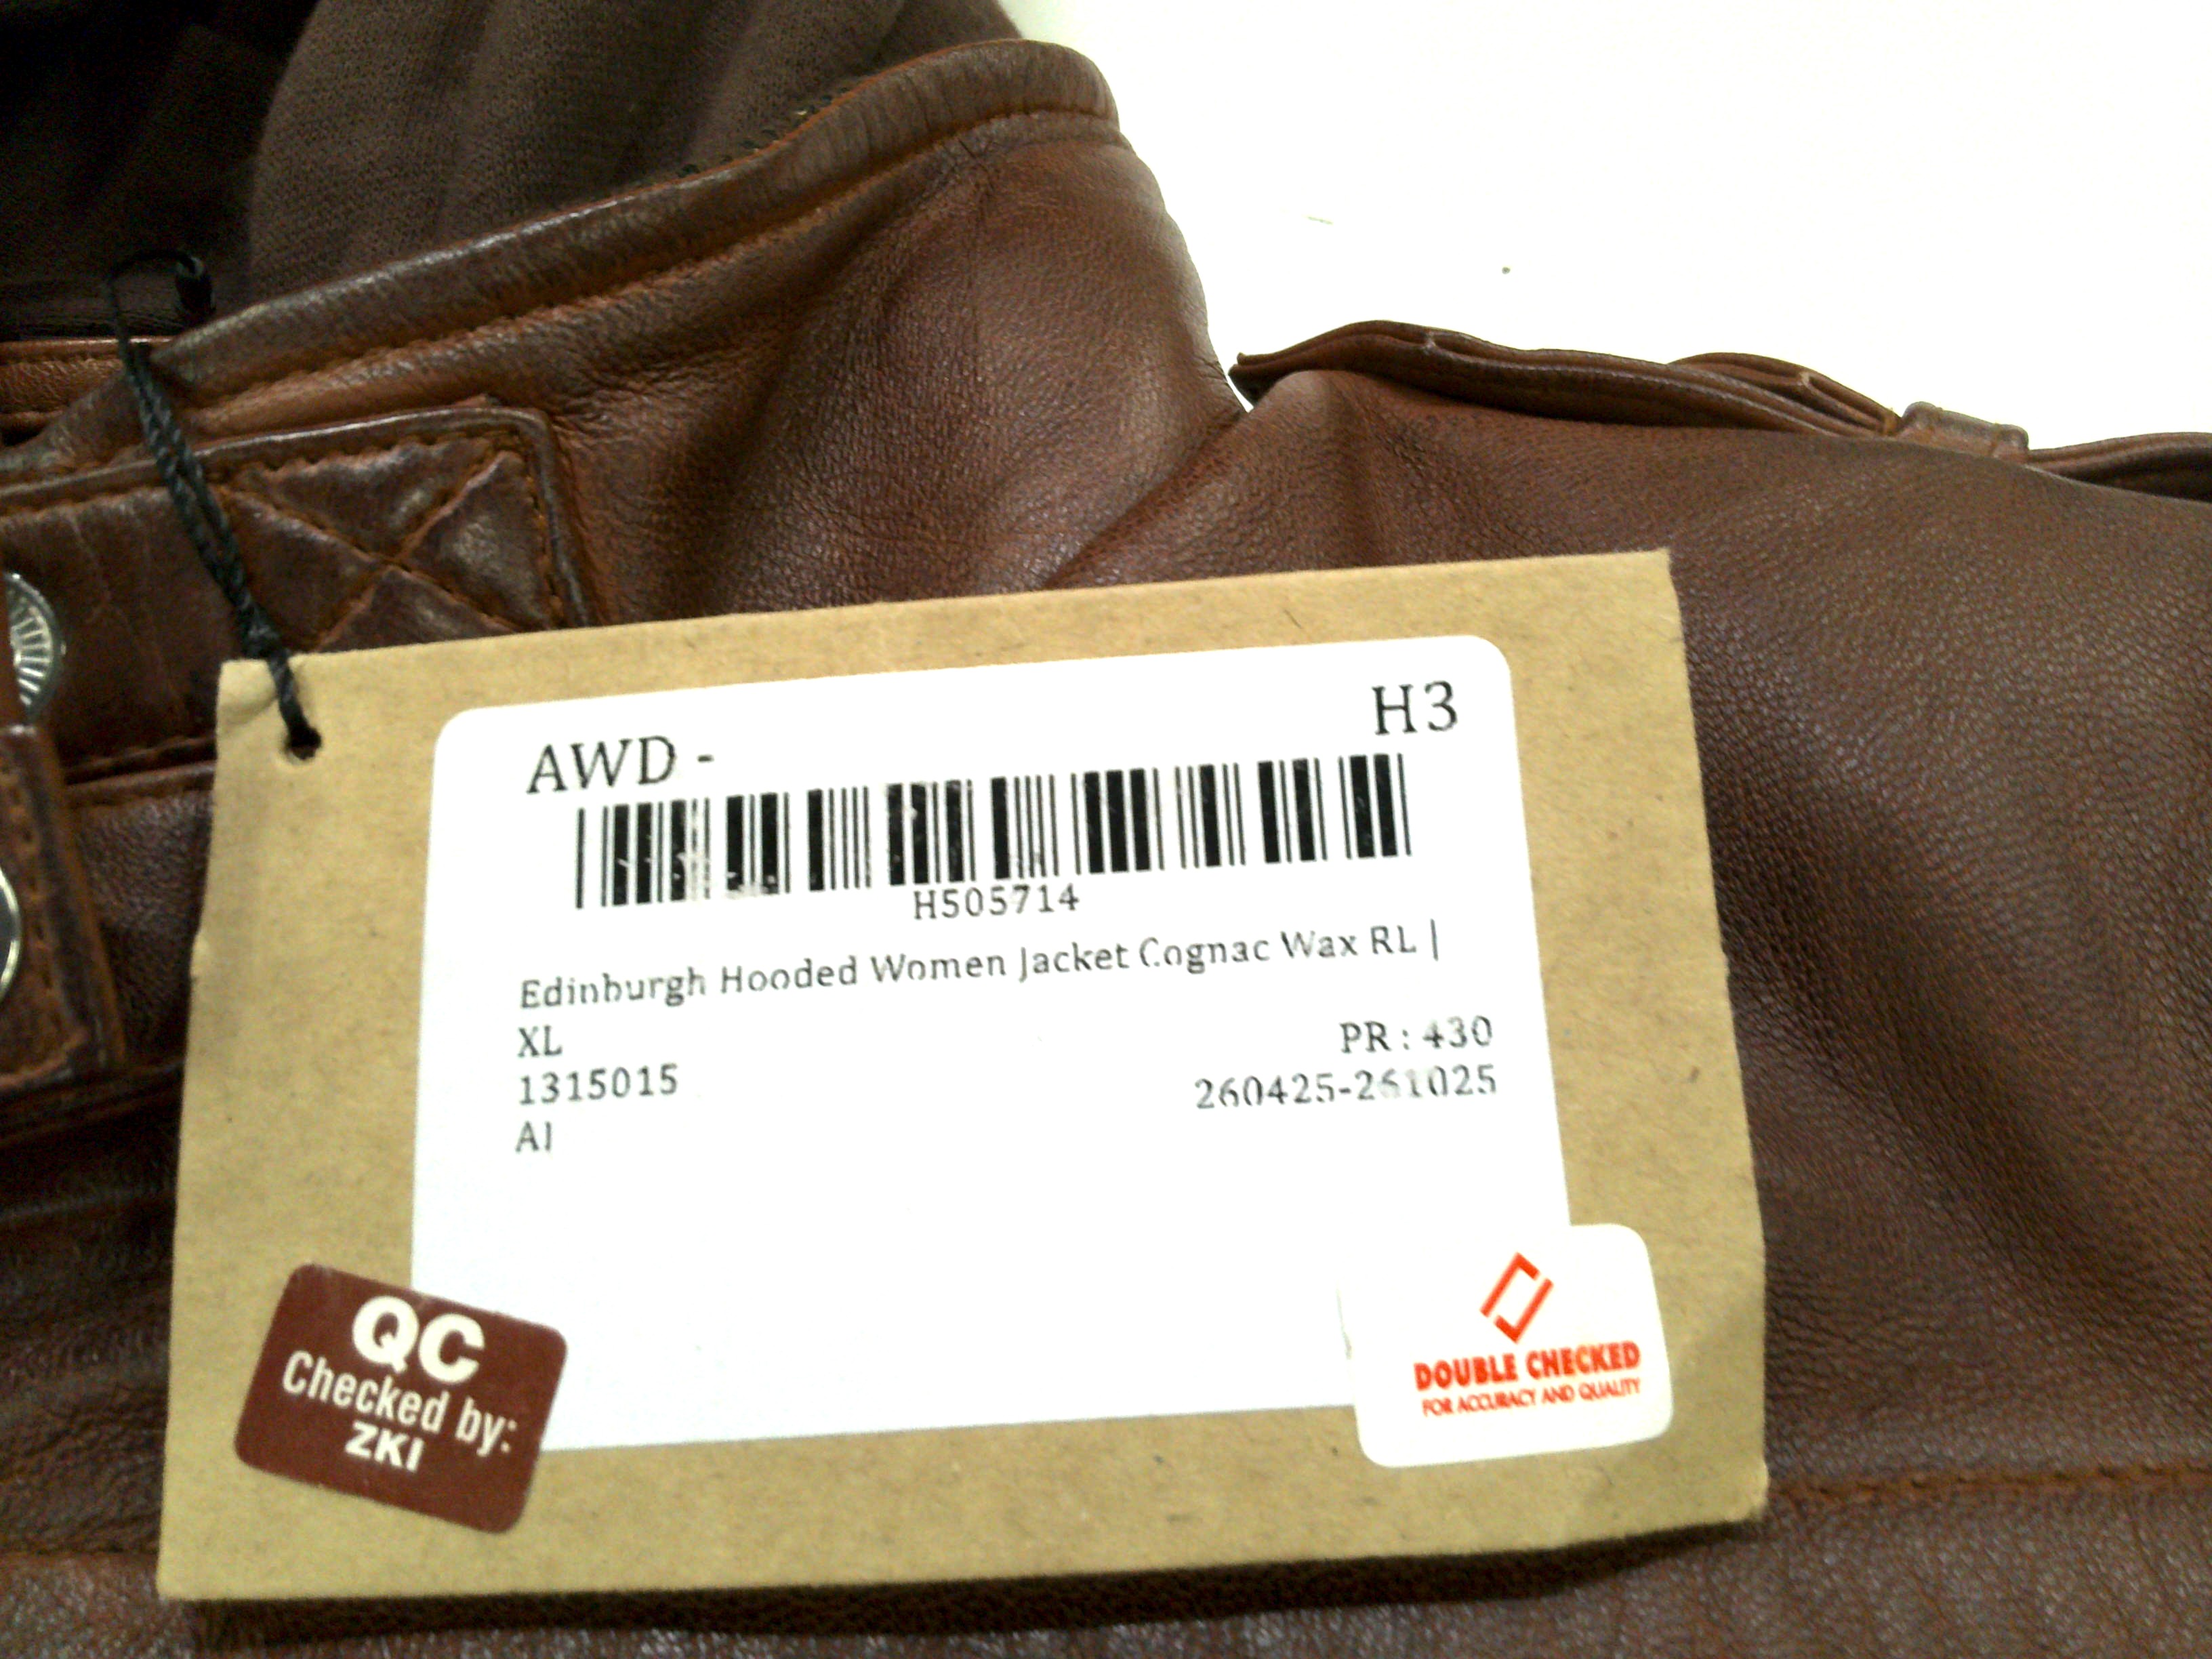 AWD - H3
H505714
Edinburgh Hooded Women Jacket Cognac Wax RL |
XL PR : 430
1315015 260425-261025
AI
QC
Checked by:
ZKI
DOUBLE CHECKED
FOR ACCURACY AND QUALITY